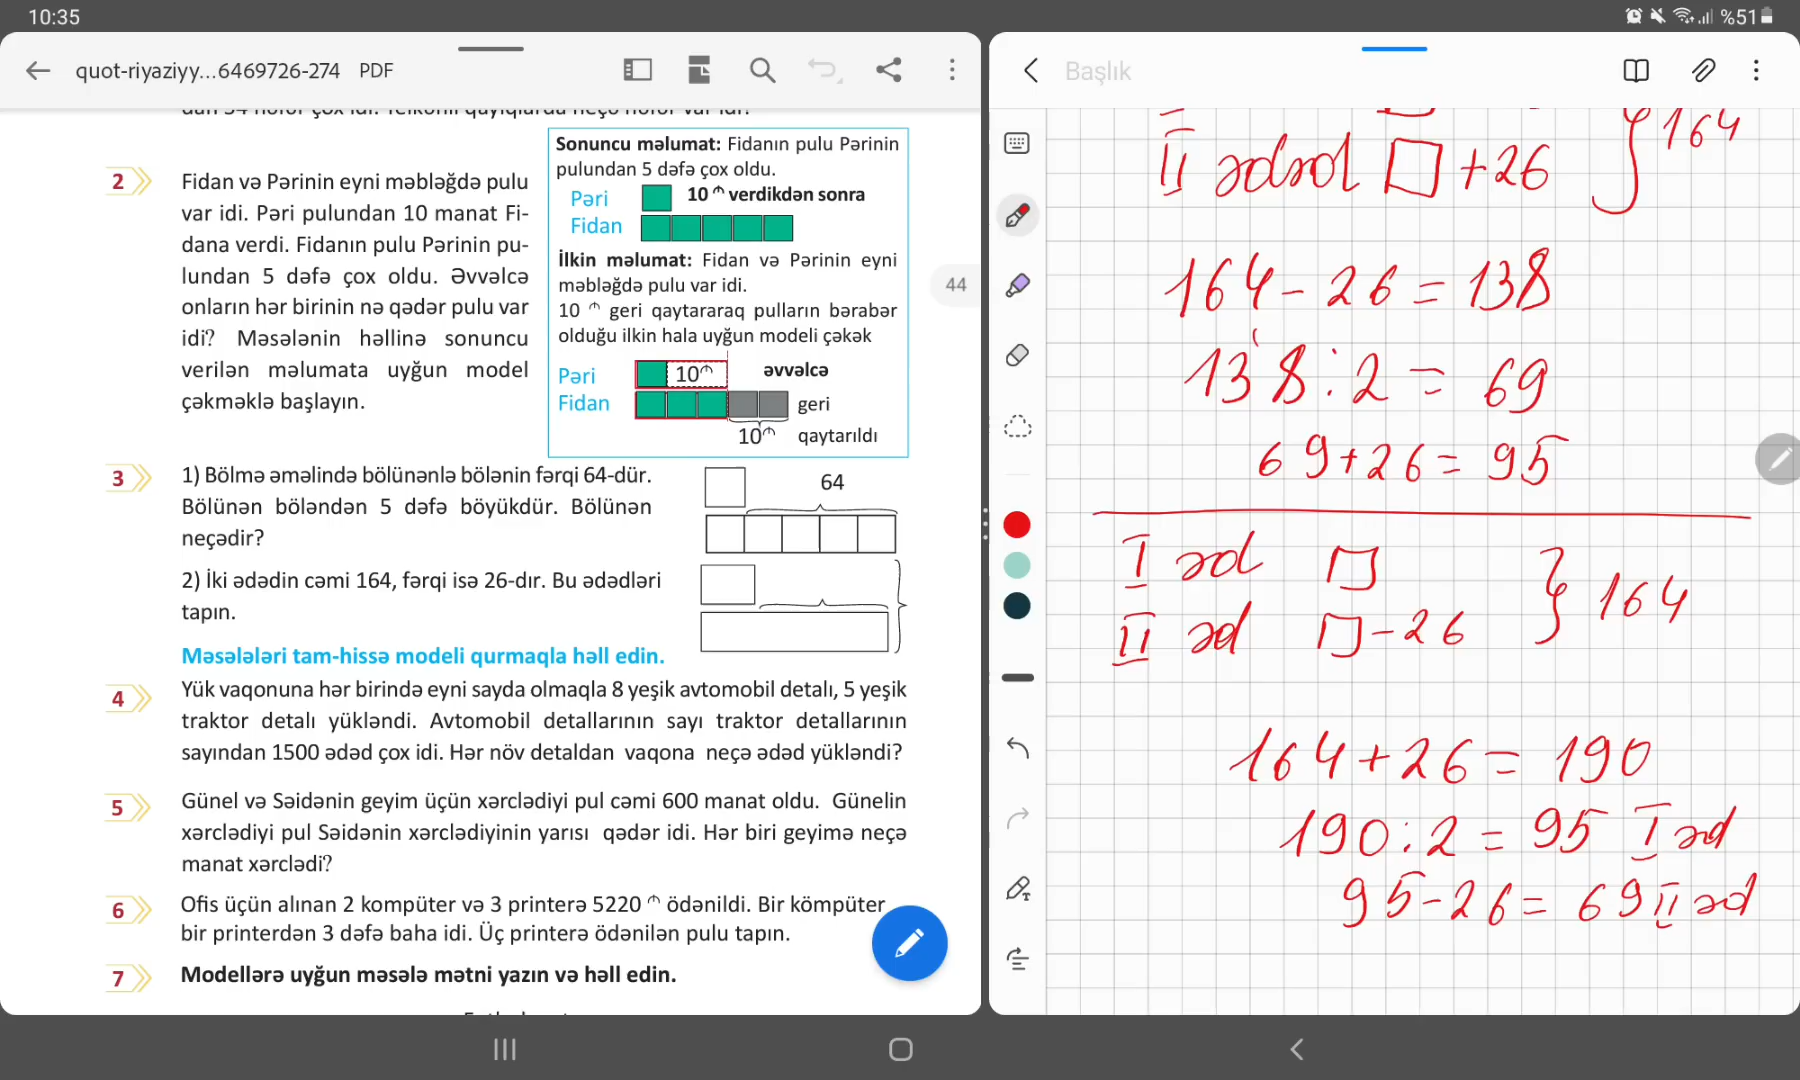 10:35
%51
quot-riyaziyy...6469726-274 PDF
Başlıq
2
Fidan və Pərinin eyni məbləğdə pulu
var idi. Pəri pulundan 10 manat Fi-
dana verdi. Fidanın pulu Pərinin pu-
lundan 5 dəfə çox oldu. Əvvəlcə
onların hər birinin nə qədər pulu var
idi? Məsələnin həllinə sonuncu
verilən məlumata uyğun model
çəkməklə başlayın.
Sonuncu məlumat: Fidanın pulu Pərinin
pulundan 5 dəfə çox oldu.
Pəri 10 ₼ verdikdən sonra
Fidan
İlkin məlumat: Fidan və Pərinin eyni
məbləğdə pulu var idi.
10 ₼ geri qaytararaq pulların bərabər
olduğu ilkin hala uyğun modeli çəkək
Pəri 10₼ əvvəlcə
Fidan geri
10₼ qaytarıldı
44
3
1) Bölmə əməlində bölünənlə bölənin fərqi 64-dür.
Bölünən böləndən 5 dəfə böyükdür. Bölünən
neçədir?
64
2) İki ədədin cəmi 164, fərqi isə 26-dır. Bu ədədləri
tapın.
Məsələləri tam-hissə modeli qurmaqla həll edin.
4
Yük vaqonuna hər birində eyni sayda olmaqla 8 yeşik avtomobil detalı, 5 yeşik
traktor detalı yükləndi. Avtomobil detallarının sayı traktor detallarının
sayından 1500 ədəd çox idi. Hər növ detaldan vaqona neçə ədəd yükləndi?
5
Günel və Səidənin geyim üçün xərclədiyi pul cəmi 600 manat oldu. Günelin
xərclədiyi pul Səidənin xərclədiyinin yarısı qədər idi. Hər biri geyimə neçə
manat xərclədi?
6
Ofis üçün alınan 2 kompüter və 3 printerə 5220 ₼ ödənildi. Bir kömpüter
bir printerdən 3 dəfə baha idi. Üç printerə ödənilən pulu tapın.
7
Modellərə uyğun məsələ mətni yazın və həll edin.
164
II ədəd □ +26
164 - 26 = 138
138 : 2 = 69
69 + 26 = 95
I əd □
II əd □ - 26 } 164
164 + 26 = 190
190 : 2 = 95 I əd
95 - 26 = 69 II əd